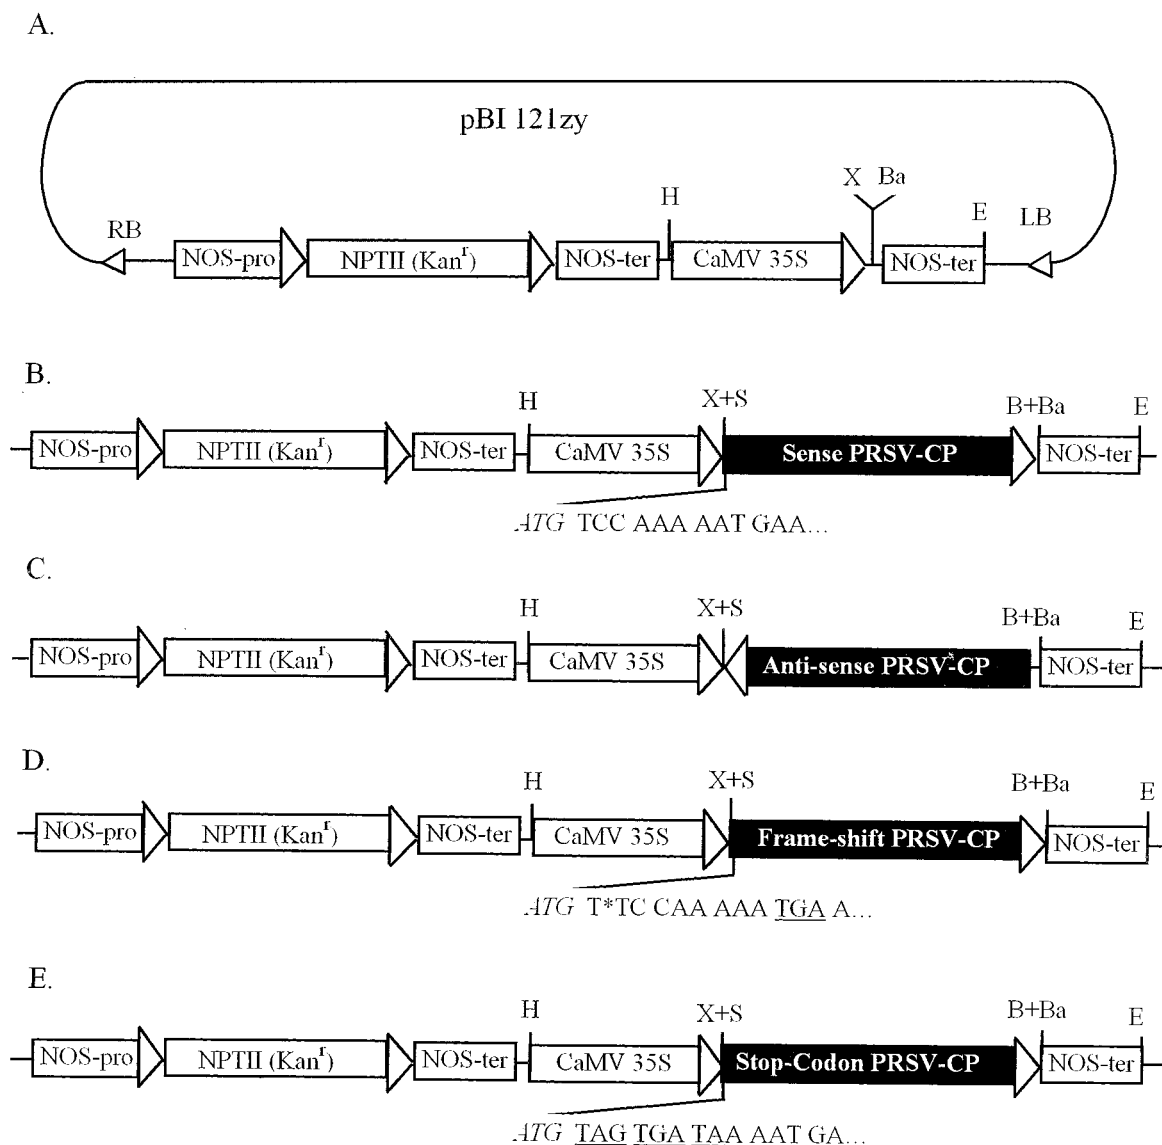 A.
pBI 121zy
X Ba
H
E
RB
LB
NOS-pro NPTII (Kanʳ) NOS-ter CaMV 35S NOS-ter
B.
H X+S B+Ba E
NOS-pro NPTII (Kanʳ) NOS-ter CaMV 35S Sense PRSV-CP NOS-ter
ATG TCC AAA AAT GAA...
C.
H X+S B+Ba E
NOS-pro NPTII (Kanʳ) NOS-ter CaMV 35S Anti-sense PRSV-CP NOS-ter
D.
H X+S B+Ba E
NOS-pro NPTII (Kanʳ) NOS-ter CaMV 35S Frame-shift PRSV-CP NOS-ter
ATG T*TC CAA AAA TGA A...
E.
H X+S B+Ba E
NOS-pro NPTII (Kanʳ) NOS-ter CaMV 35S Stop-Codon PRSV-CP NOS-ter
ATG TAG TGA TAA AAT GA...